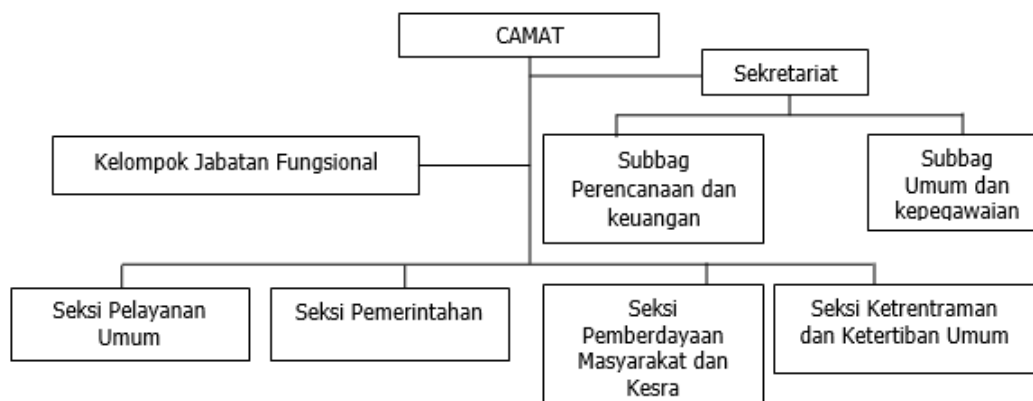 CAMAT
Sekretariat
Kelompok Jabatan Fungsional
Subbag
Perencanaan dan
keuangan
Subbag
Umum dan
kepegawaian
Seksi Pelayanan
Umum
Seksi Pemerintahan
Seksi
Pemberdayaan
Masyarakat dan
Kesra
Seksi Ketrentraman
dan Ketertiban Umum